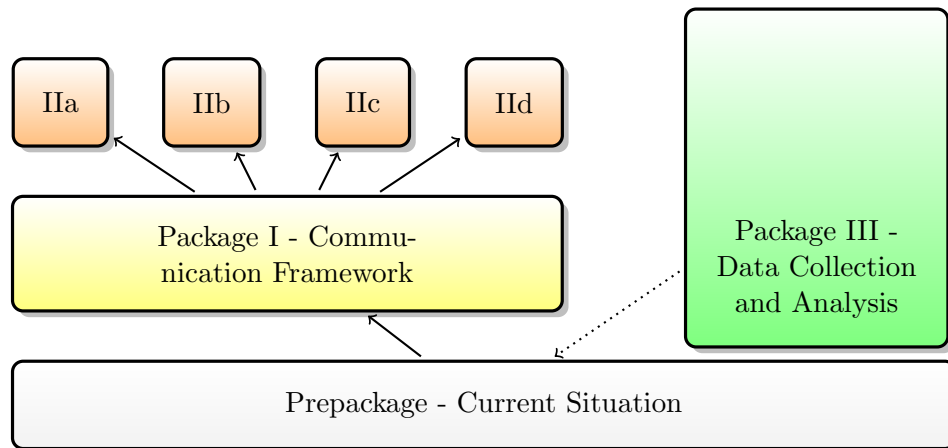 IIa
IIb
IIc
IId
Package I - Commu-
nication Framework
Package III -
Data Collection
and Analysis
Prepackage - Current Situation